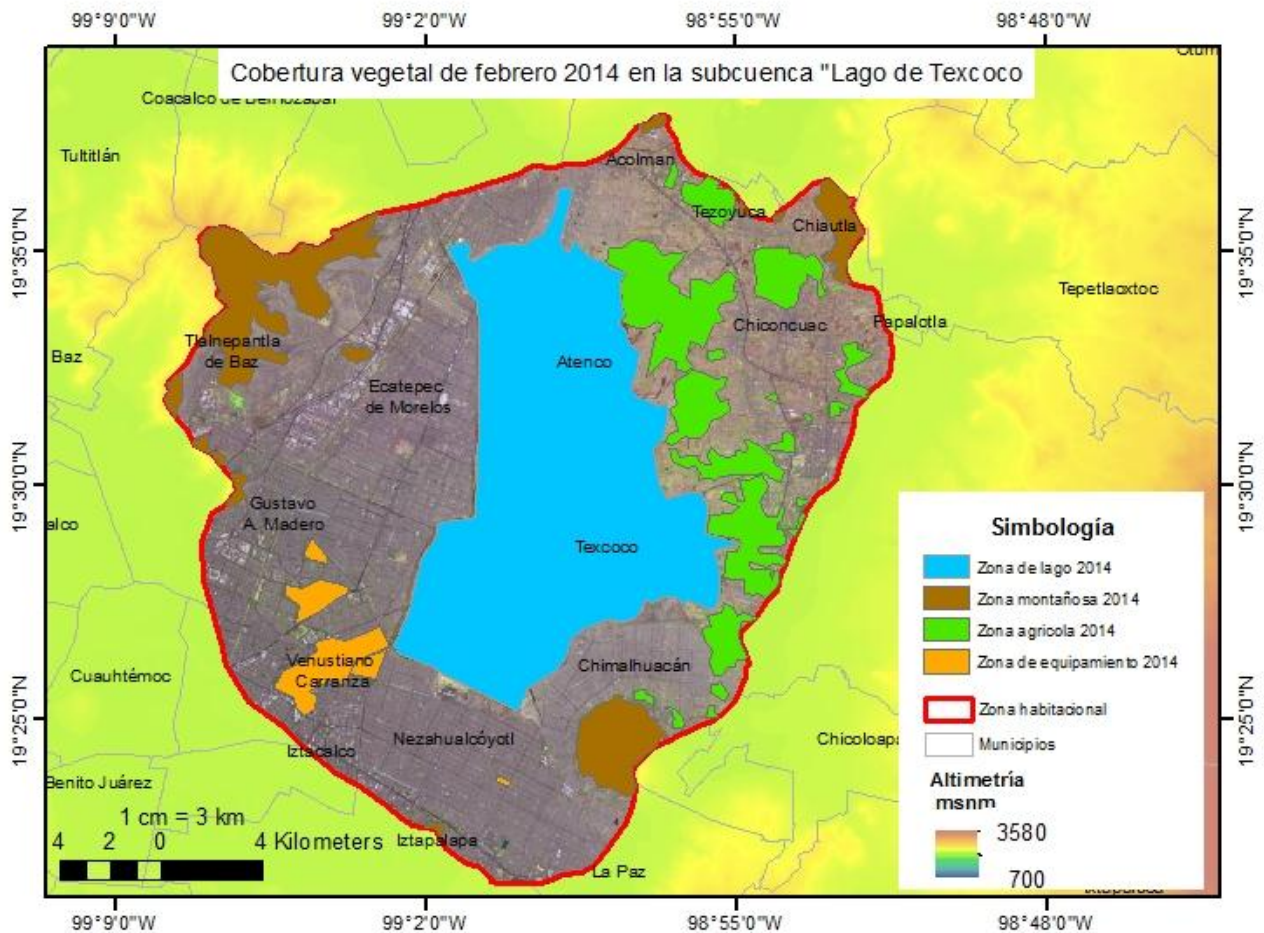 99°9'0"W 99°2'0"W 98°55'0"W 98°48'0"W
Cobertura vegetal de febrero 2014 en la subcuenca "Lago de Texcoco
Coacalco de Berriozábal
Tultitlán
Acolman
Tezoyuca
Chiautla
19°35'0"N
19°35'0"N
Tepetlaoxtoc
Chiconcuac
Papalotla
Tlalnepantla
de Baz
Baz
Atenco
Ecatepec
de Morelos
19°30'0"N
19°30'0"N
Gustavo
A. Madero
alco
Texcoco
Simbología
Zona de lago 2014
Zona montañosa 2014
Zona agricola 2014
Zona de equipamiento 2014
Zona habitacional
Municipios
Altimetría
msnm
3580
700
Cuauhtémoc
Venustiano
Carranza
Chimalhuacán
19°25'0"N
19°25'0"N
Iztacalco
Nezahualcóyotl
Chicoloapa
Benito Juárez
1 cm = 3 km
4 2 0 4 Kilometers
Iztapalapa
La Paz
99°9'0"W 99°2'0"W 98°55'0"W 98°48'0"W